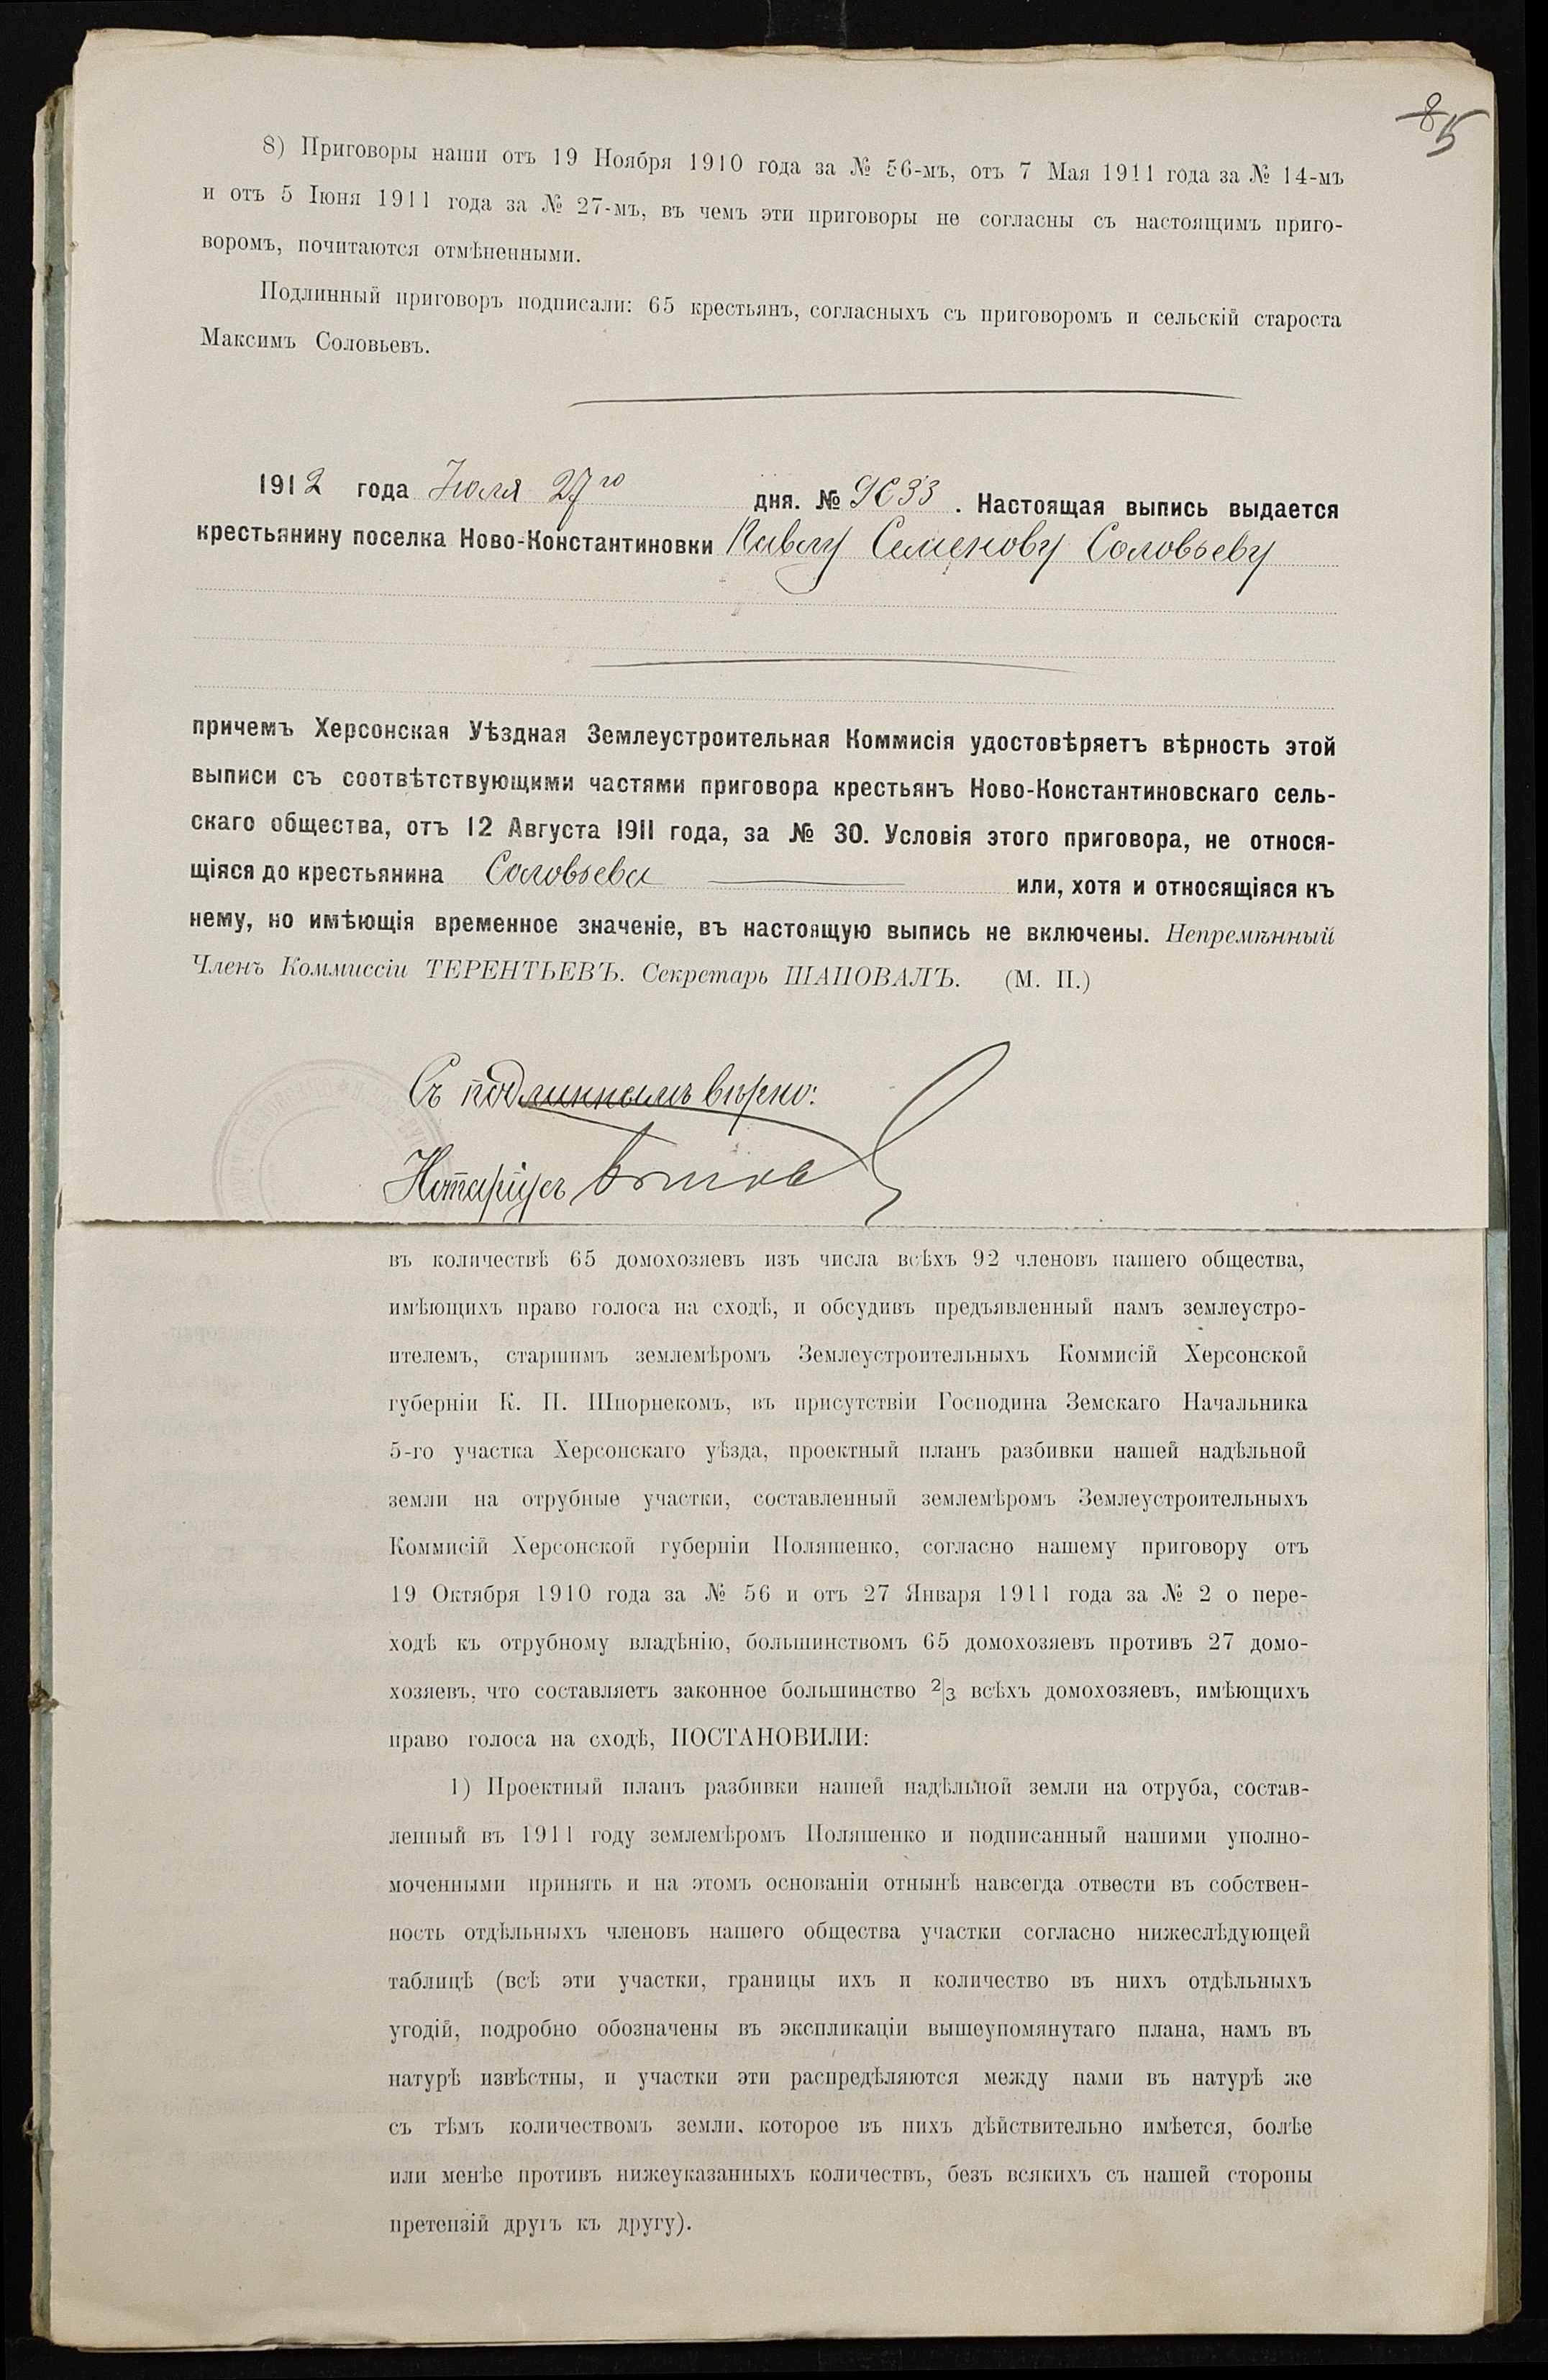 85
8) Приговоры наши отъ 19 Ноября 1910 года за № 56-мъ, отъ 7 Мая 1911 года за № 14-мъ
и отъ 5 Іюня 1911 года за № 27-мъ, въ чемъ эти приговоры не согласны съ настоящимъ приго-
воромъ, почитаются отмѣненными.
Подлинный приговоръ подписали: 65 крестьянъ, согласныхъ съ приговоромъ и сельскій староста
Максимъ Соловьевъ.
1912 года Іюля 27го дня. №. Настоящая выпись выдается
крестьянину поселка Ново-Константиновки Павлу Семенову Соловьеву
причемъ Херсонская Уѣздная Землеустроительная Коммисія удостовѣряетъ вѣрность этой
выписи съ соотвѣтствующими частями приговора крестьянъ Ново-Константиновскаго сель-
скаго общества, отъ 12 Августа 1911 года, за № 30. Условія этого приговора, не относя-
щіяся до крестьянина Соловьева или, хотя и относящіяся къ
нему, но имѣющія временное значеніе, въ настоящую выпись не включены. Непремѣнный
Членъ Коммиссіи ТЕРЕНТЬЕВЪ. Секретарь ШАПОВАЛЪ. (М. П.)
Съ подлиннымъ вѣрно:
Нотаріусъ
въ количествѣ 65 домохозяевъ изъ числа всѣхъ 92 членовъ нашего общества,
имѣющихъ право голоса на сходѣ, и обсудивъ предъявленный намъ землеустро-
ителемъ, старшимъ землемѣромъ Землеустроительныхъ Коммисій Херсонской
губерніи К. П. Шпорнекомъ, въ присутствіи Господина Земскаго Начальника
5-го участка Херсонскаго уѣзда, проектный планъ разбивки нашей надѣльной
земли на отрубные участки, составленный землемѣромъ Землеустроительныхъ
Коммисій Херсонской губерніи Поляшенко, согласно нашему приговору отъ
19 Октября 1910 года за № 56 и отъ 27 Января 1911 года за № 2 о пере-
ходѣ къ отрубному владѣнію, большинствомъ 65 домохозяевъ противъ 27 домо-
хозяевъ, что составляетъ законное большинство 2/3 всѣхъ домохозяевъ, имѣющихъ
право голоса на сходѣ, ПОСТАНОВИЛИ:
1) Проектный планъ разбивки нашей надѣльной земли на отруба, состав-
ленный въ 1911 году землемѣромъ Поляшенко и подписанный нашими уполно-
моченными принять и на этомъ основаніи отнынѣ навсегда отвести въ собствен-
ность отдѣльныхъ членовъ нашего общества участки согласно нижеслѣдующей
таблицѣ (всѣ эти участки, границы ихъ и количество въ нихъ отдѣльныхъ
угодій, подробно обозначены въ экспликаціи вышеупомянутаго плана, намъ въ
натурѣ извѣстны, и участки эти распредѣляются между нами въ натурѣ же
съ тѣмъ количествомъ земли, которое въ нихъ дѣйствительно имѣется, болѣе
или менѣе противъ нижеуказанныхъ количествъ, безъ всякихъ съ нашей стороны
претензій другъ къ другу).